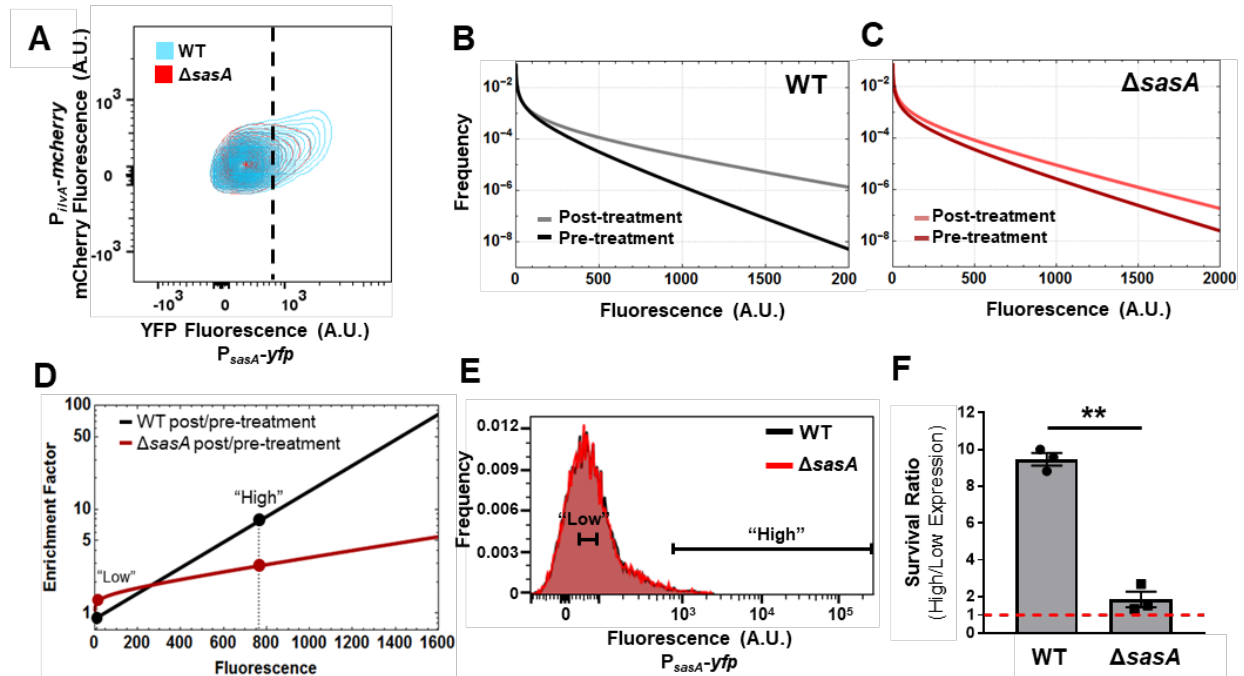 A
WT
ΔsasA
P_ilvA-mcherry
mCherry Fluorescence (A.U.)
10³
0
-10³
-10³ 0 10³
YFP Fluorescence (A.U.)
P_sasA-yfp
B
WT
Frequency
10⁻²
10⁻⁴
10⁻⁶
10⁻⁸
Post-treatment
Pre-treatment
0 500 1000 1500 200
Fluorescence (A.U.)
C
ΔsasA
10⁻²
10⁻⁴
10⁻⁶
10⁻⁸
Post-treatment
Pre-treatment
0 500 1000 1500 2000
Fluorescence (A.U.)
D
Enrichment Factor
100
50
10
5
1
WT post/pre-treatment
ΔsasA post/pre-treatment
"High"
"Low"
0 200 400 600 800 1000 1200 1400 1600
Fluorescence
E
Frequency
0.012
0.009
0.006
0.003
0
WT
ΔsasA
"Low"
"High"
0 10³ 10⁴ 10⁵
Fluorescence (A.U.)
P_sasA-yfp
F
Survival Ratio
(High/Low Expression)
12
10
8
6
4
2
1
0
**
WT ΔsasA